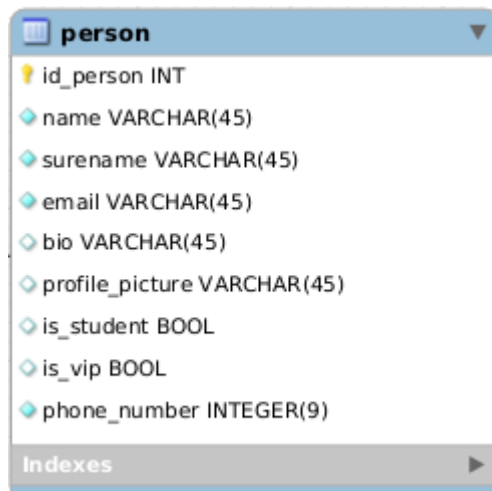 person
id_person INT
name VARCHAR(45)
surename VARCHAR(45)
email VARCHAR(45)
bio VARCHAR(45)
profile_picture VARCHAR(45)
is_student BOOL
is_vip BOOL
phone_number INTEGER(9)
Indexes